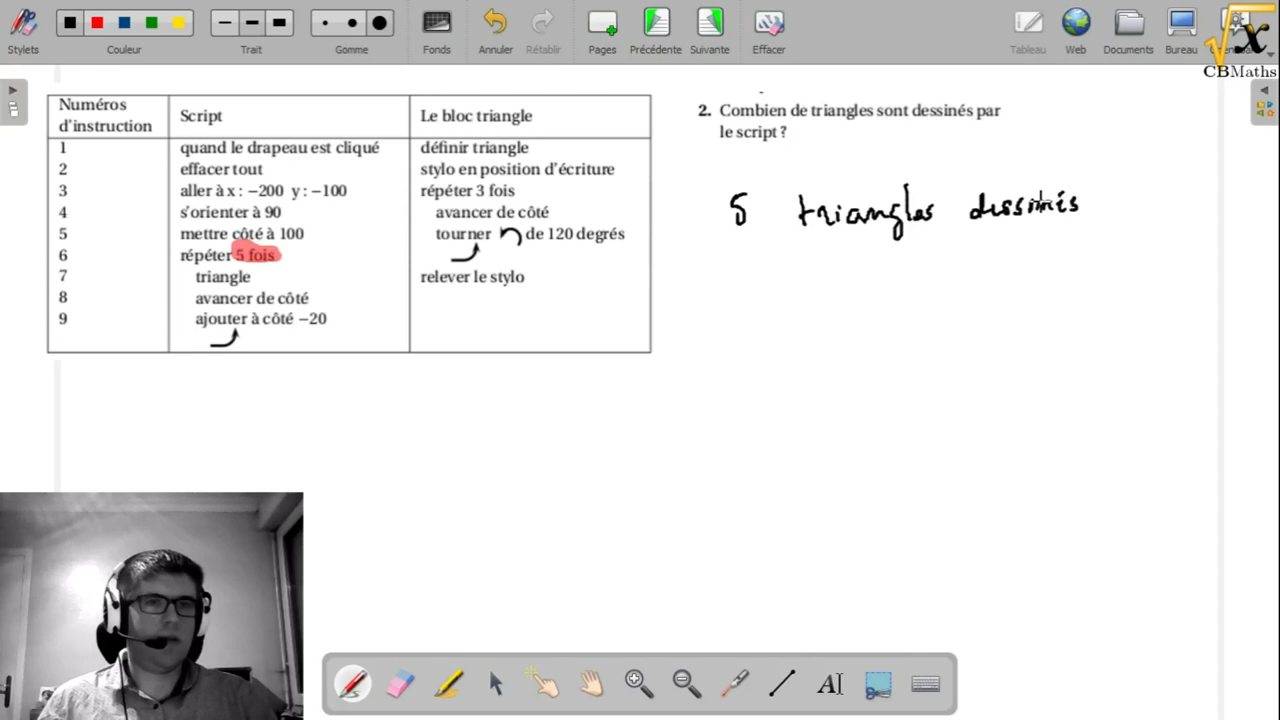 Stylets Couleur Trait Gomme Fonds Annuler Rétablir Pages Précédente Suivante Effacer Tableau Web Documents Bureau
√x
CBMaths
Numéros d'instruction Script Le bloc triangle
1 quand le drapeau est cliqué définir triangle
2 effacer tout stylo en position d'écriture
3 aller à x : −200 y : −100 répéter 3 fois
4 s'orienter à 90 avancer de côté
5 mettre côté à 100 tourner de 120 degrés
6 répéter 5 fois
7 triangle relever le stylo
8 avancer de côté
9 ajouter à côté −20
2. Combien de triangles sont dessinés par
le script ?
5 triangles dessinés